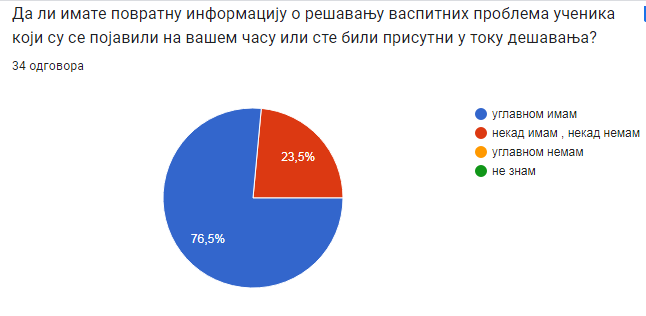 Да ли имате повратну информацију о решавању васпитних проблема ученика
који су се појавили на вашем часу или сте били присутни у току дешавања?
34 одговора
углавном имам
некад имам , некад немам
углавном немам
не знам
23,5%
76,5%